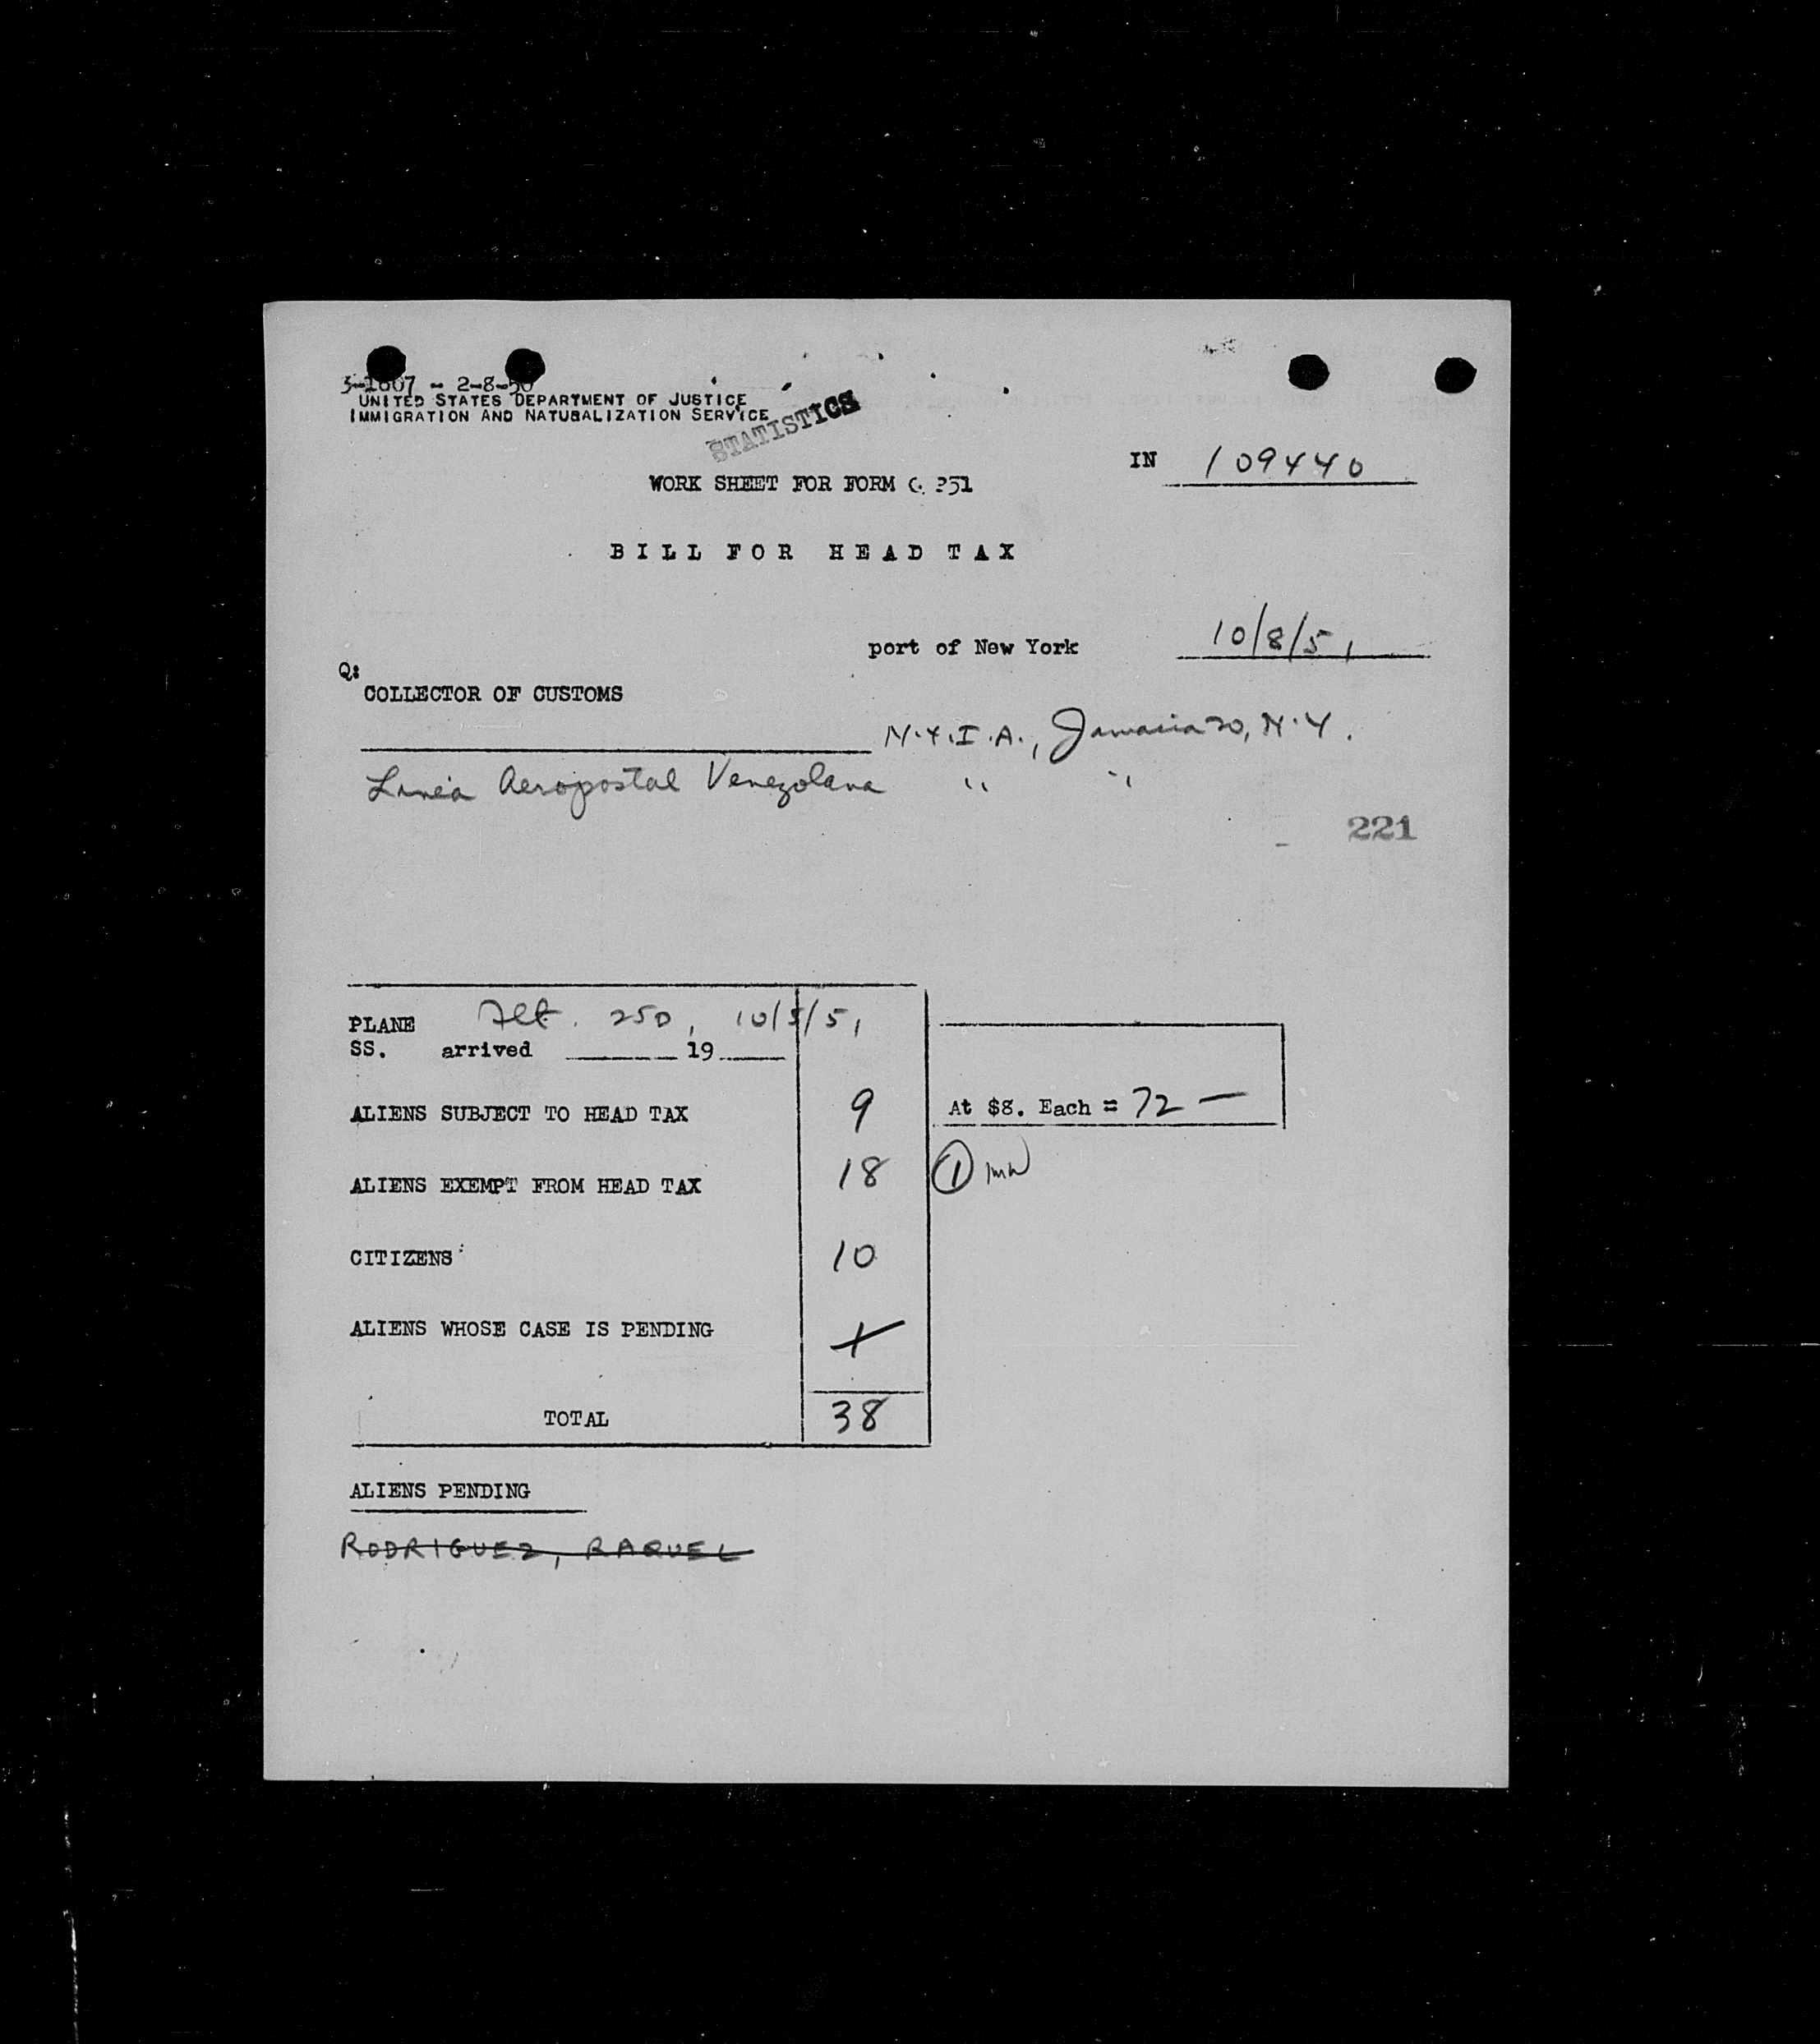 3-1607 - 2-8-50
UNITED STATES DEPARTMENT OF JUSTICE
IMMIGRATION AND NATURALIZATION SERVICE
STATISTICS
IN 109440
WORK SHEET FOR FORM 351
BILL FOR HEAD TAX
port of New York 10/8/51
Q:
COLLECTOR OF CUSTOMS
N.Y.I.A., Jamaica 20, N.Y.
Linea Aeropostal Venezolana " "
221
PLANE Flt. 250, 10/5/51
SS. arrived 19
ALIENS SUBJECT TO HEAD TAX 9 At $8. Each = 72 —
ALIENS EXEMPT FROM HEAD TAX 18 1
CITIZENS 10
ALIENS WHOSE CASE IS PENDING
TOTAL 38
ALIENS PENDING
RODRIGUEZ, RAQUEL